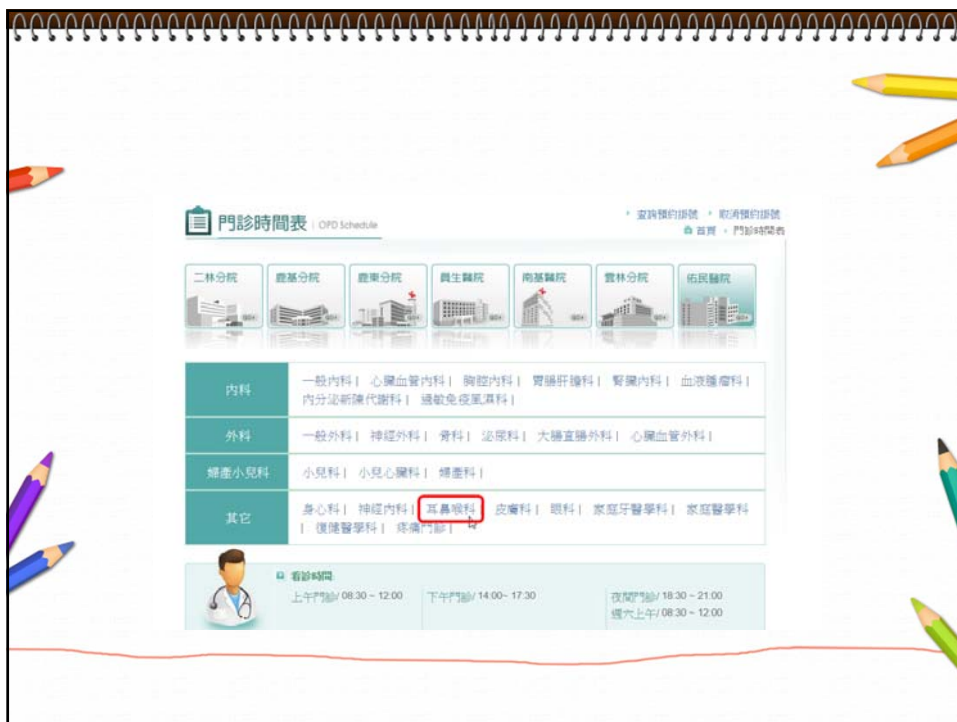 門診時間表 | OPD Schedule
查詢預約掛號 取消預約掛號
首頁 門診時間表
二林分院 鹿基分院 鹿東分院 員生醫院 南基醫院 雲林分院 佑民醫院
GO GO GO GO GO GO GO
內科
一般內科| 心臟血管內科| 胸腔內科| 胃腸肝膽科| 腎臟內科| 血液腫瘤科|
內分泌新陳代謝科| 過敏免疫風濕科|
外科
一般外科| 神經外科| 骨科| 泌尿科| 大腸直腸外科| 心臟血管外科|
婦產小兒科
小兒科| 小兒心臟科| 婦產科|
其它
身心科| 神經內科| 耳鼻喉科| 皮膚科| 眼科| 家庭牙醫學科| 家庭醫學科
| 復健醫學科| 疼痛門診|
看診時間
上午門診/ 08:30 ~ 12:00 下午門診/ 14:00~ 17:30 夜間門診/ 18:30 ~ 21:00
週六上午/ 08:30 ~ 12:00